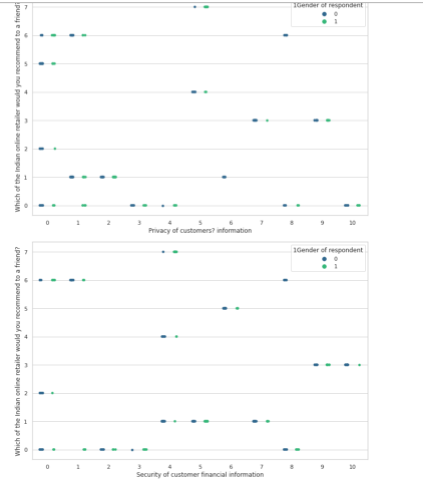 Which of the Indian online retailer would you recommend to a friend?
7
6
5
4
3
2
1
0
1Gender of respondent
0
1
0 1 2 3 4 5 6 7 8 9 10
Privacy of customers? information
Which of the Indian online retailer would you recommend to a friend?
7
6
5
4
3
2
1
0
1Gender of respondent
0
1
0 1 2 3 4 5 6 7 8 9 10
Security of customer financial information